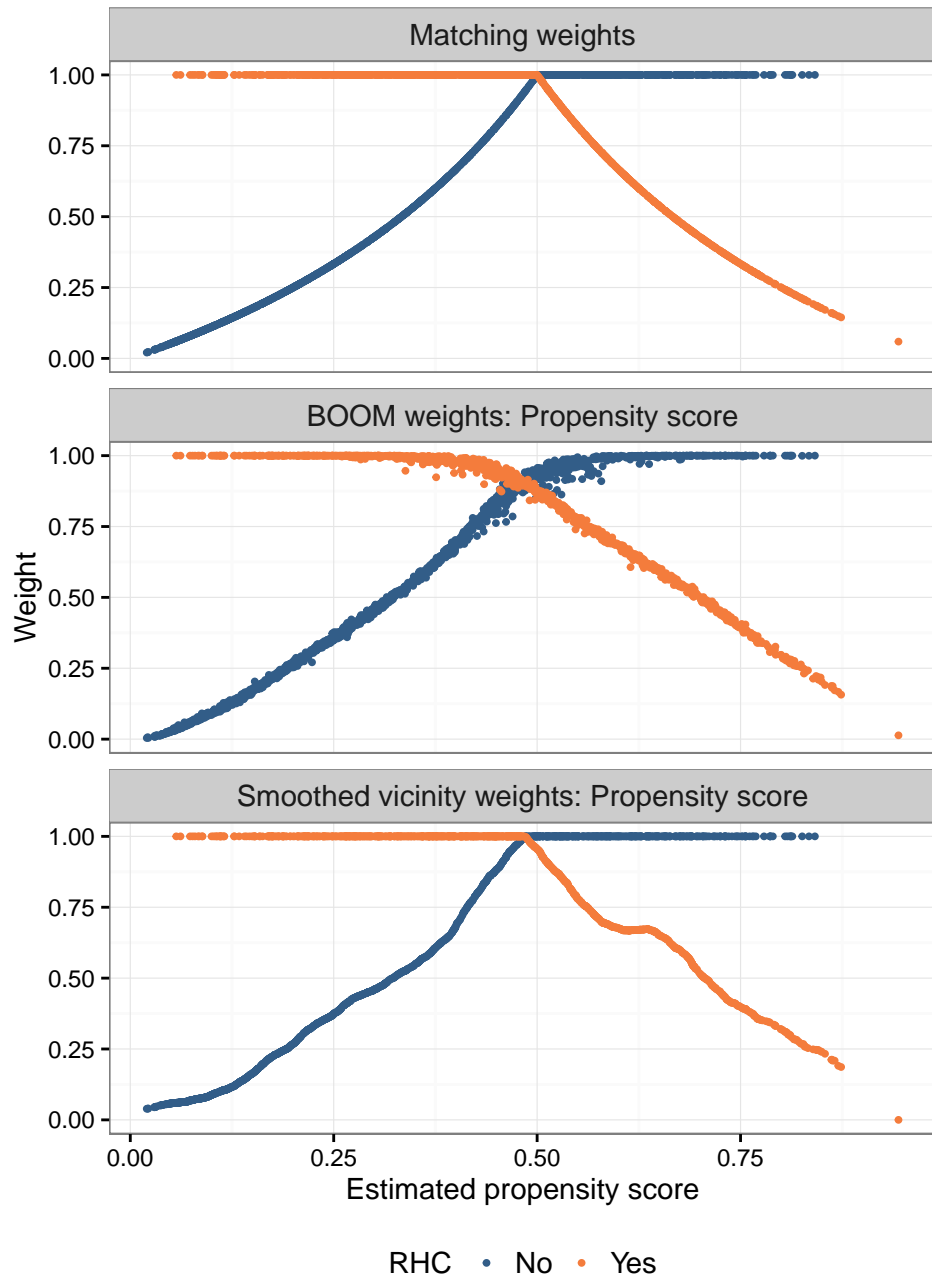 Matching weights
1.00
0.75
0.50
0.25
0.00
BOOM weights: Propensity score
1.00
0.75
0.50
0.25
0.00
Weight
Smoothed vicinity weights: Propensity score
1.00
0.75
0.50
0.25
0.00
0.00 0.25 0.50 0.75
Estimated propensity score
RHC No Yes